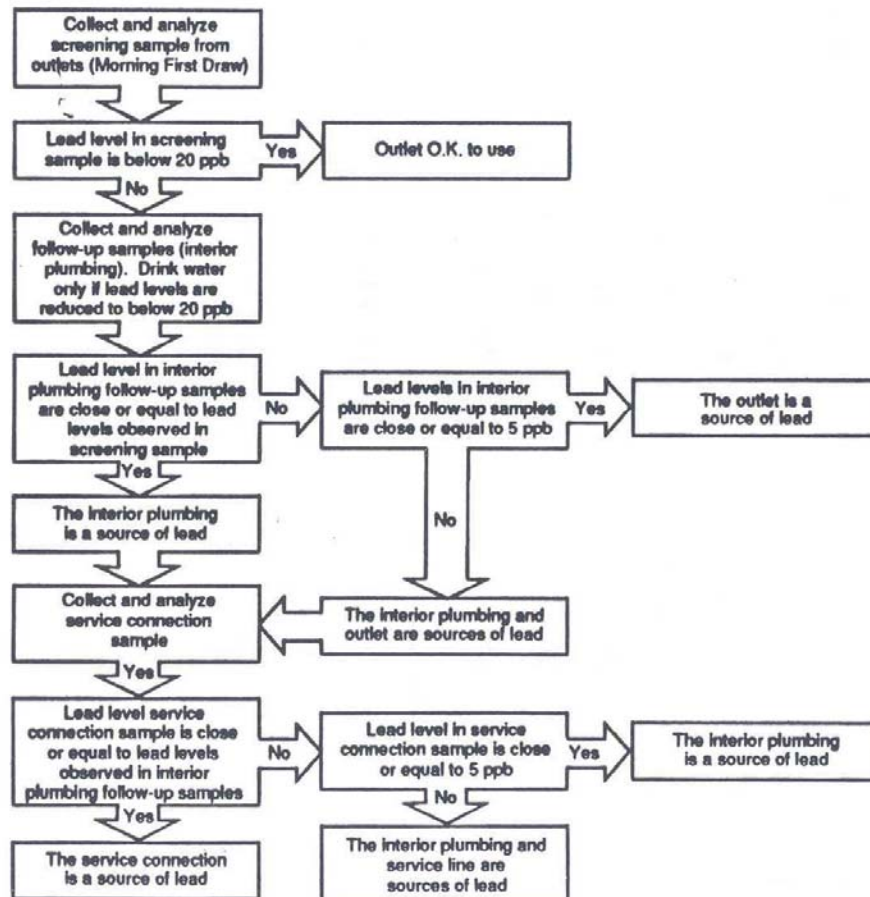 Collect and analyze
screening sample from
outlets (Morning First Draw)
Lead level in screening
sample is below 20 ppb
Yes
Outlet O.K. to use
No
Collect and analyze
follow-up samples (interior
plumbing). Drink water
only if lead levels are
reduced to below 20 ppb
Lead level in interior
plumbing follow-up samples
are close or equal to lead
levels observed in
screening sample
No
Lead levels in interior
plumbing follow-up samples
are close or equal to 5 ppb
Yes
The outlet is a
source of lead
Yes
The interior plumbing
is a source of lead
No
Collect and analyze
service connection
sample
The interior plumbing and
outlet are sources of lead
Yes
Lead level service
connection sample is close
or equal to lead levels
observed in interior
plumbing follow-up samples
No
Lead level in service
connection sample is close
or equal to 5 ppb
Yes
The interior plumbing
is a source of lead
Yes
The service connection
is a source of lead
No
The interior plumbing and
service line are
sources of lead